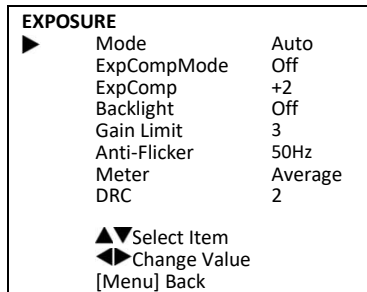 EXPOSURE
▶ Mode Auto
ExpCompMode Off
ExpComp +2
Backlight Off
Gain Limit 3
Anti-Flicker 50Hz
Meter Average
DRC 2
▲▼Select Item
◀▶Change Value
[Menu] Back